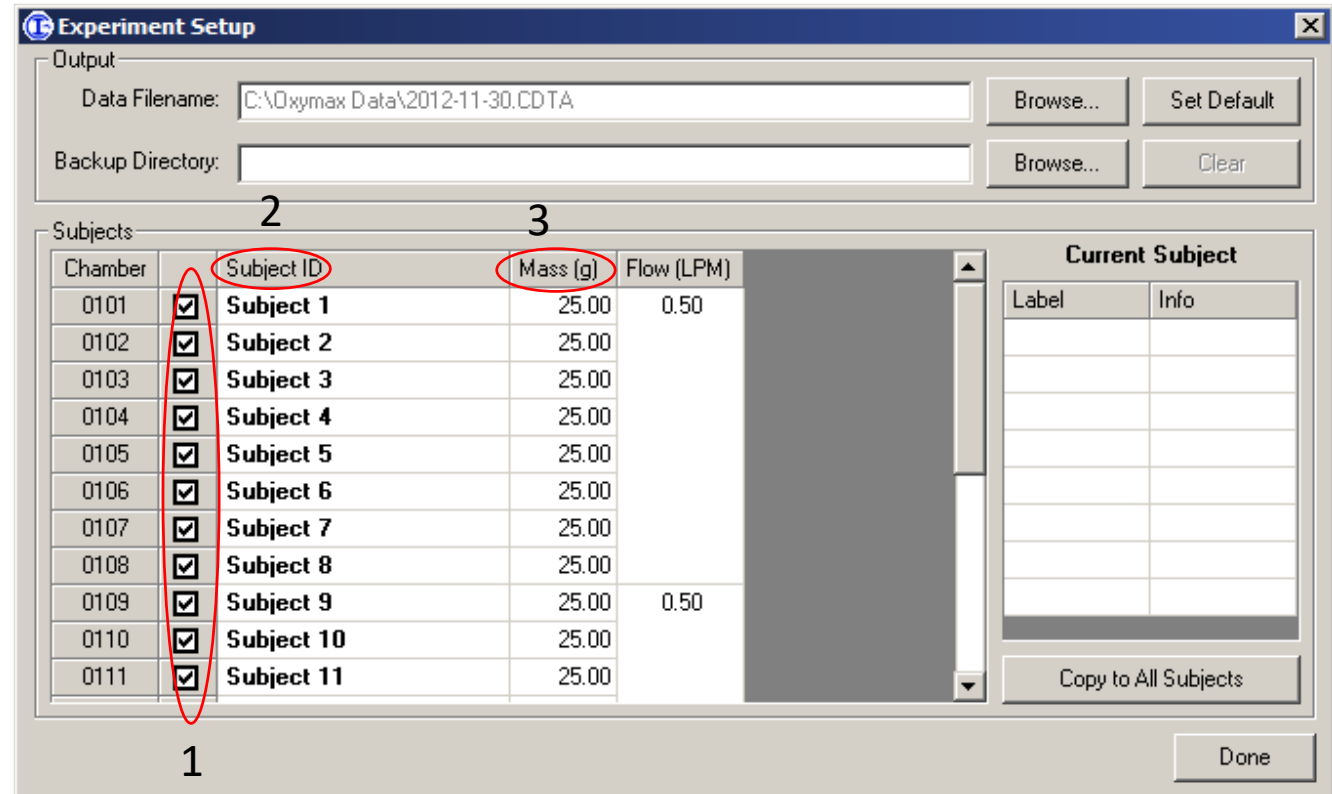 Experiment Setup
Output
Data Filename: C:\Oxymax Data\2012-11-30.CDTA Browse... Set Default
Backup Directory: Browse... Clear
2 3
Subjects
Chamber Subject ID Mass (g) Flow (LPM)
0101 Subject 1 25.00 0.50
0102 Subject 2 25.00
0103 Subject 3 25.00
0104 Subject 4 25.00
0105 Subject 5 25.00
0106 Subject 6 25.00
0107 Subject 7 25.00
0108 Subject 8 25.00
0109 Subject 9 25.00 0.50
0110 Subject 10 25.00
0111 Subject 11 25.00
Current Subject
Label Info
Copy to All Subjects
1
Done